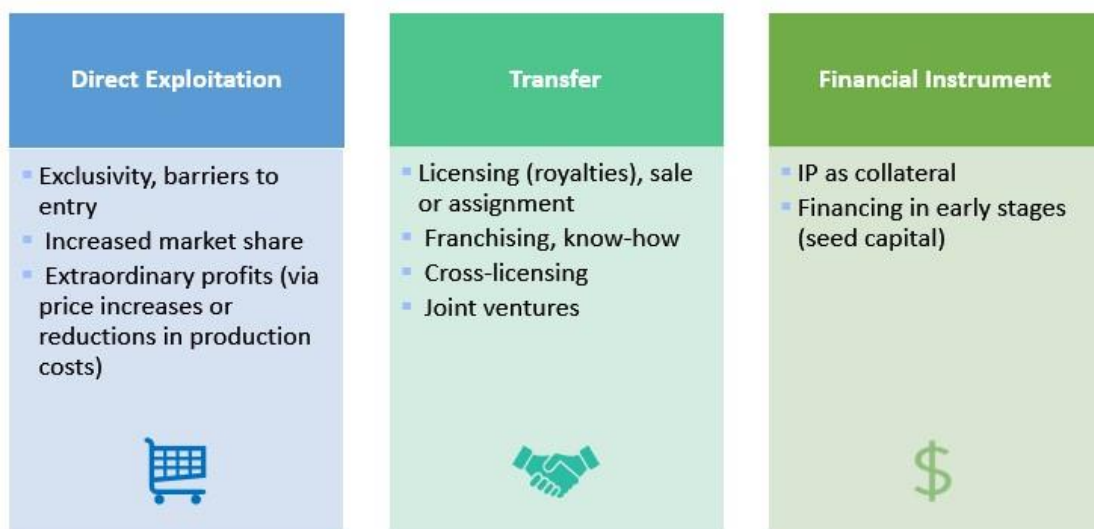 Direct Exploitation
Exclusivity, barriers to
entry
Increased market share
Extraordinary profits (via
price increases or
reductions in production
costs)
Transfer
Licensing (royalties), sale
or assignment
Franchising, know-how
Cross-licensing
Joint ventures
Financial Instrument
IP as collateral
Financing in early stages
(seed capital)
$